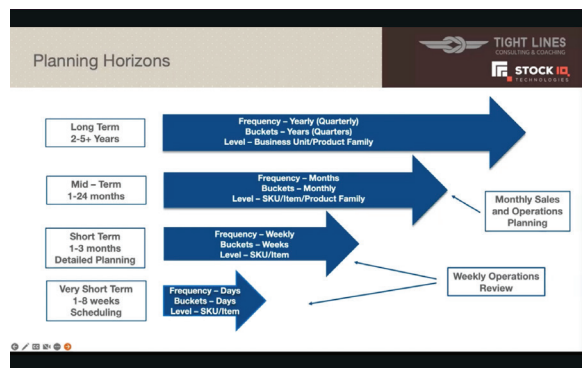 Planning Horizons
TIGHT LINES
CONSULTING & COACHING
STOCK IQ
TECHNOLOGIES
Long Term
2-5+ Years
Frequency – Yearly (Quarterly)
Buckets – Years (Quarters)
Level – Business Unit/Product Family
Mid – Term
1-24 months
Frequency – Months
Buckets – Monthly
Level – SKU/Item/Product Family
Monthly Sales
and Operations
Planning
Short Term
1-3 months
Detailed Planning
Frequency – Weekly
Buckets – Weeks
Level – SKU/Item
Weekly Operations
Review
Very Short Term
1-8 weeks
Scheduling
Frequency – Days
Buckets – Days
Level – SKU/Item